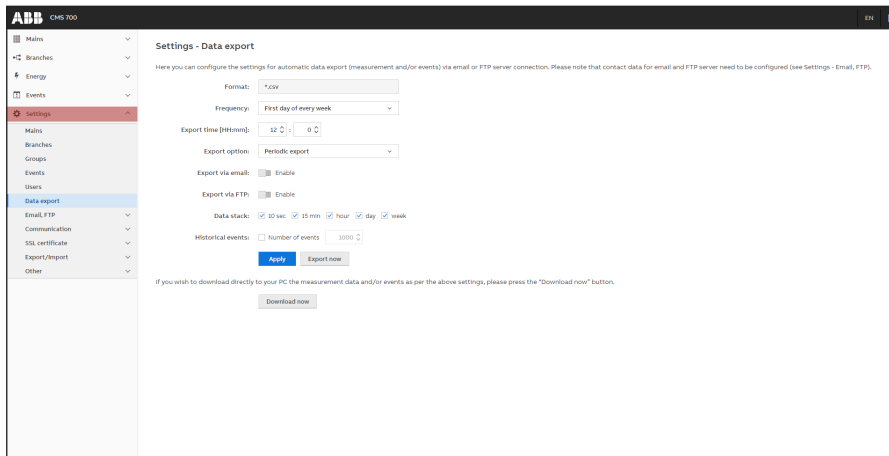 ABB CMS 700 EN
Mains
Branches
Energy
Events
Settings
Mains
Branches
Groups
Events
Users
Data export
Email, FTP
Communication
SSL certificate
Export/Import
Other
Settings - Data export
Here you can configure the settings for automatic data export (measurement and/or events) via email or FTP server connection. Please note that contact data for email and FTP server need to be configured (see Settings - Email, FTP).
Format: *.csv
Frequency: First day of every week
Export time [HH:mm]: 12 : 0
Export option: Periodic export
Export via email: Enable
Export via FTP: Enable
Data stack: 10 sec 15 min hour day week
Historical events: Number of events 1000
Apply Export now
If you wish to download directly to your PC the measurement data and/or events as per the above settings, please press the "Download now" button.
Download now